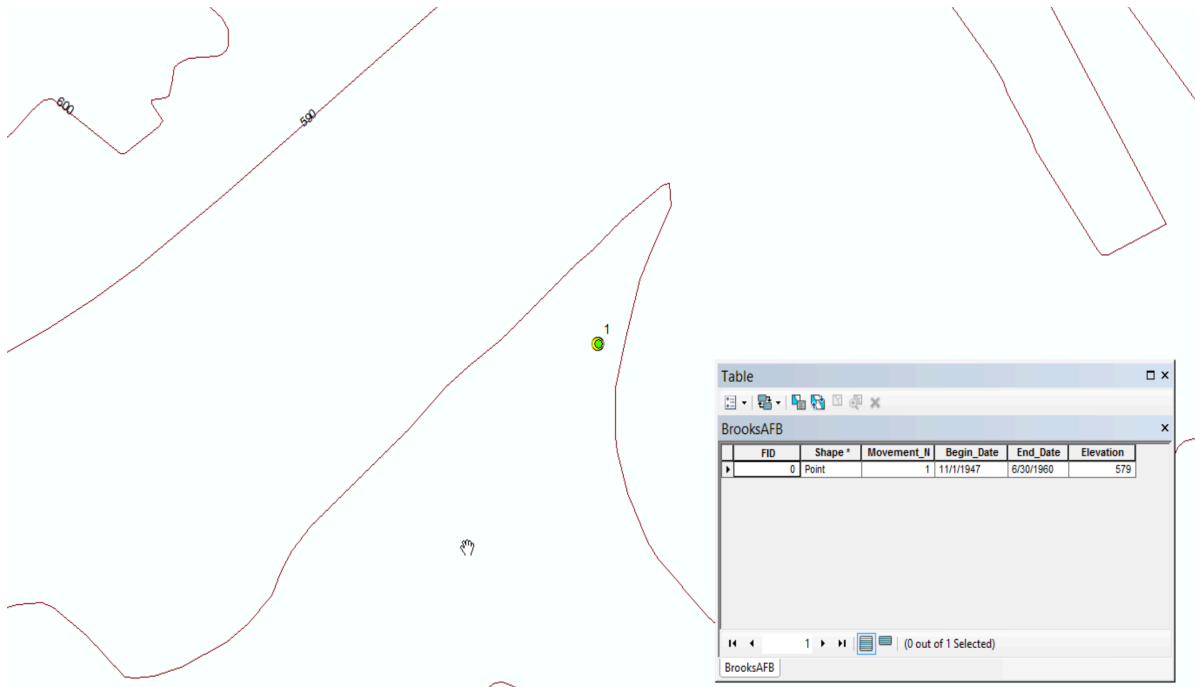 600
590
1
Table
BrooksAFB
FID Shape * Movement_N Begin_Date End_Date Elevation
0 Point 1 11/1/1947 6/30/1960 579
1 (0 out of 1 Selected)
BrooksAFB